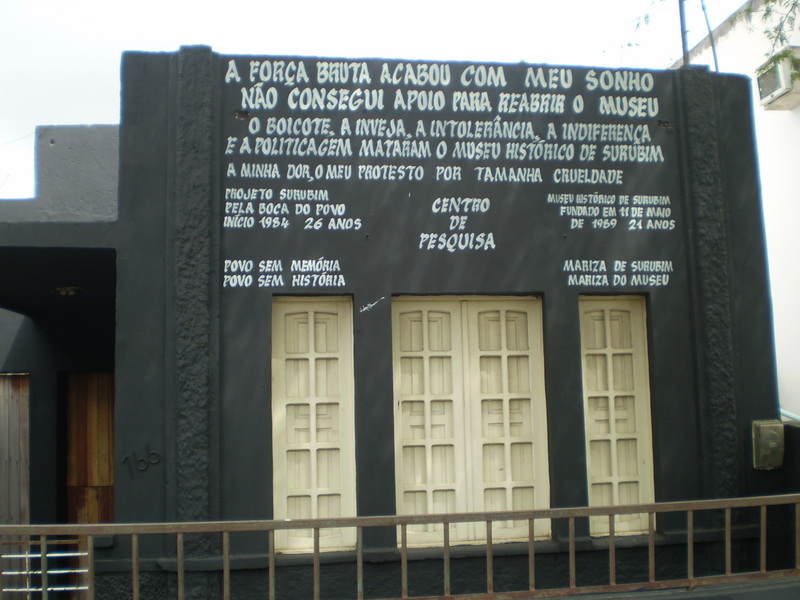 A FORÇA BRUTA ACABOU COM MEU SONHO
NÃO CONSEGUI APOIO PARA REABRIR O MUSEU
O BOICOTE, A INVEJA, A INTOLERÂNCIA, A INDIFERENÇA
E A POLITICAGEM MATARAM O MUSEU HISTÓRICO DE SURUBIM
A MINHA DOR, O MEU PROTESTO POR TAMANHA CRUELDADE
PROJETO SURUBIM
PELA BOCA DO POVO
INÍCIO 1984 26 ANOS
CENTRO
DE
PESQUISA
MUSEU HISTÓRICO DE SURUBIM
FUNDADO EM 11 DE MAIO
DE 1989 21 ANOS
POVO SEM MEMÓRIA
POVO SEM HISTÓRIA
MARIZA DE SURUBIM
MARIZA DO MUSEU
166